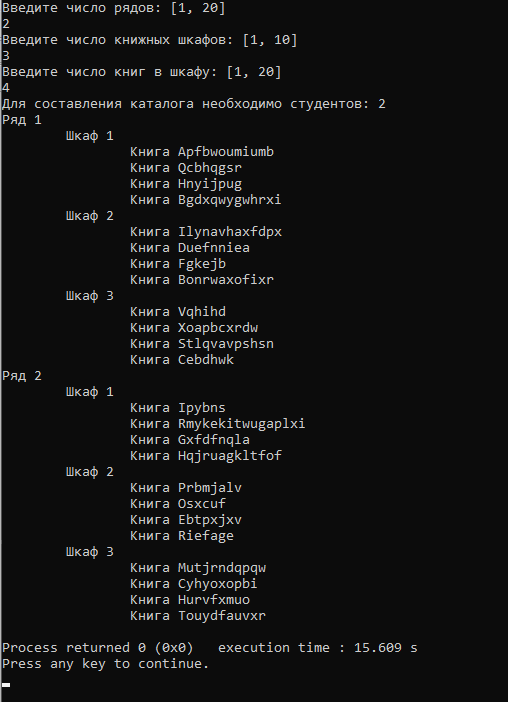 Введите число рядов: [1, 20]
2
Введите число книжных шкафов: [1, 10]
3
Введите число книг в шкафу: [1, 20]
4
Для составления каталога необходимо студентов: 2
Ряд 1
Шкаф 1
Книга Apfbwoumiumb
Книга Qcbhqgsr
Книга Hnyijpug
Книга Bgdxqwygwhrxi
Шкаф 2
Книга Ilynavhaxfdpx
Книга Duefnniea
Книга Fgkejb
Книга Bonrwaxofixr
Шкаф 3
Книга Vqhihd
Книга Xoapbcxrdw
Книга Stlqvavpshsn
Книга Cebdhwk
Ряд 2
Шкаф 1
Книга Ipybns
Книга Rmykekitwugaplxi
Книга Gxfdfnqla
Книга Hqjruagkltfof
Шкаф 2
Книга Prbmjalv
Книга Osxcuf
Книга Ebtpxjxv
Книга Riefage
Шкаф 3
Книга Mutjrndqpqw
Книга Cyhyoxopbi
Книга Hurvfxmuo
Книга Touydfauvxr
Process returned 0 (0x0)   execution time : 15.609 s
Press any key to continue.